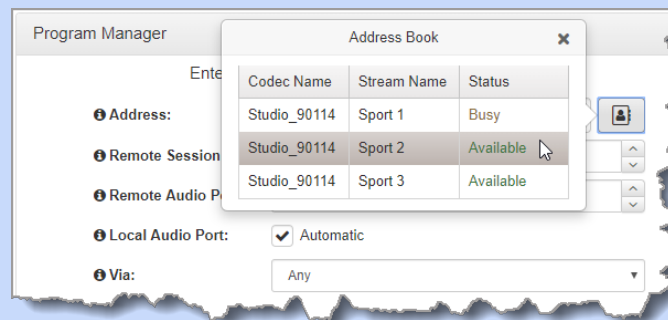 Program Manager
Address Book
Ente
Codec Name Stream Name Status
Address:
Studio_90114 Sport 1 Busy
Remote Session
Studio_90114 Sport 2 Available
Remote Audio P
Studio_90114 Sport 3 Available
Local Audio Port: Automatic
Via: Any